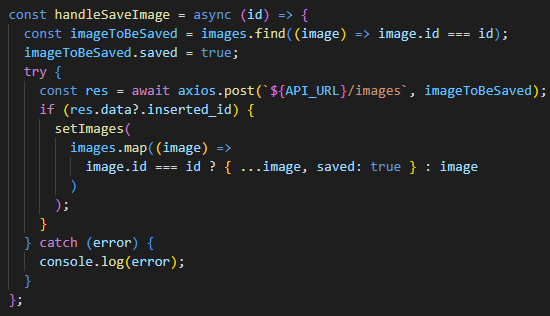 const handleSaveImage = async (id) => {
  const imageToBeSaved = images.find((image) => image.id === id);
  imageToBeSaved.saved = true;
  try {
    const res = await axios.post(`${API_URL}/images`, imageToBeSaved);
    if (res.data?.inserted_id) {
      setImages(
        images.map((image) =>
          image.id === id ? { ...image, saved: true } : image
        )
      );
    }
  } catch (error) {
    console.log(error);
  }
};